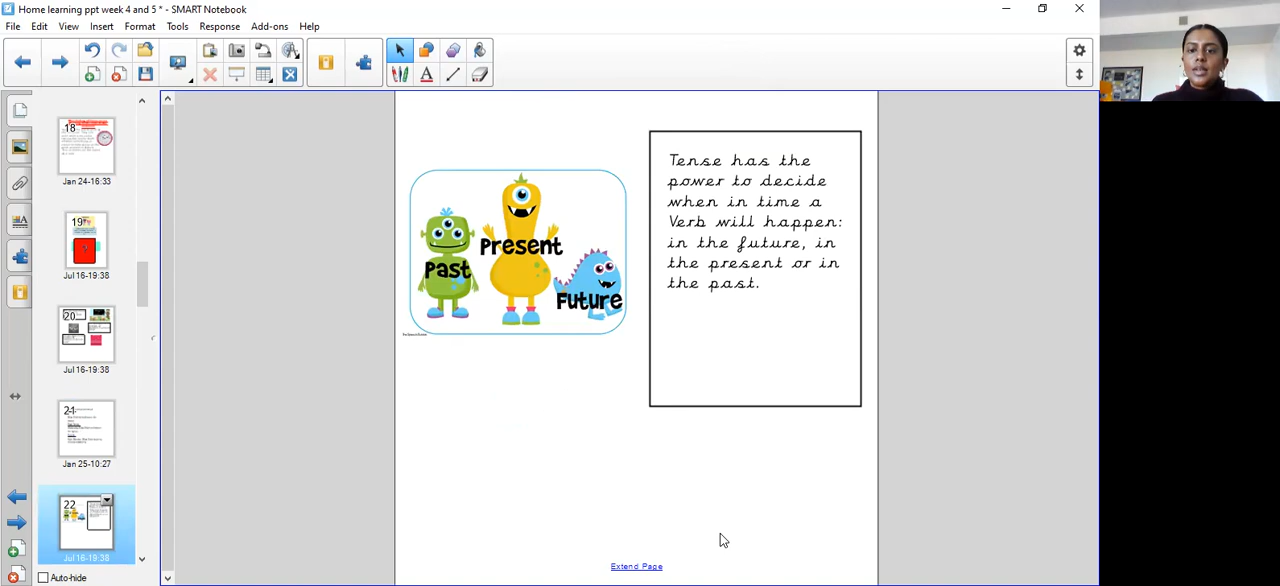 Home learning ppt week 4 and 5 * - SMART Notebook
File Edit View Insert Format Tools Response Add-ons Help
18
Jan 24-16:33
19
Jul 16-19:38
20
Jul 16-19:38
21
Jan 25-10:27
22
Jul 16-19:38
Auto-hide
Past
Present
Future
Tense has the
power to decide
when in time a
Verb will happen:
in the future, in
the present or in
the past.
Extend Page